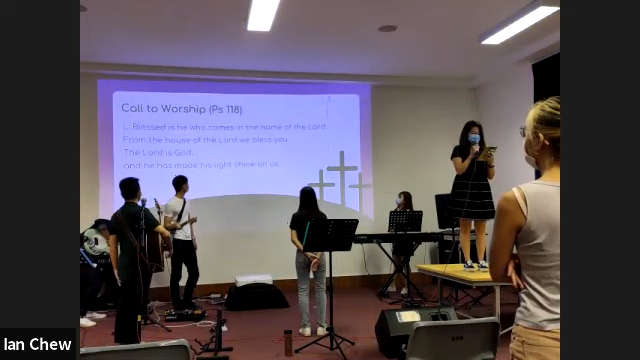 Call to Worship (Ps 118)
L: Blessed is he who comes in the name of the Lord.
From the house of the Lord we bless you.
The Lord is God,
and he has made his light shine on us.
Ian Chew